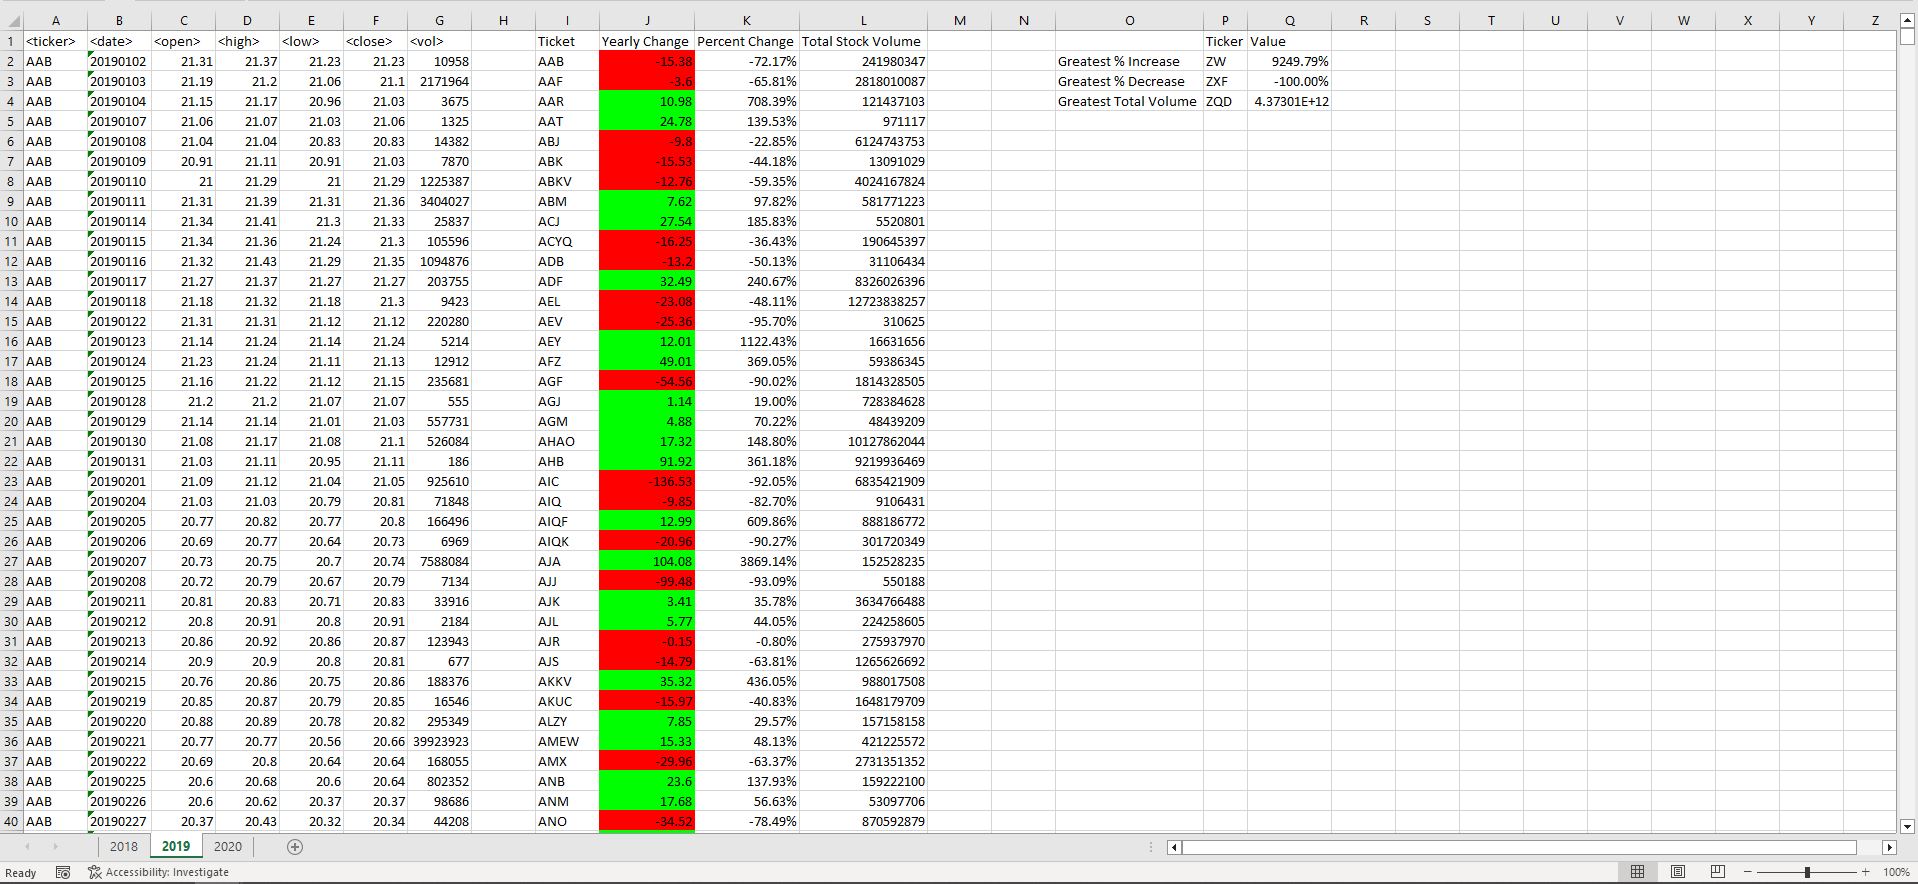 A B C D E F G H I J K L M N O P Q R S T U V W X Y Z
1 <ticker> <date> <open> <high> <low> <close> <vol> Ticket Yearly Change Percent Change Total Stock Volume Ticker Value
2 AAB 20190102 21.31 21.37 21.23 21.23 10958 AAB -15.38 -72.17% 241980347 Greatest % Increase ZW 9249.79%
3 AAB 20190103 21.19 21.2 21.06 21.1 2171964 AAF -3.6 -65.81% 2818010087 Greatest % Decrease ZXF -100.00%
4 AAB 20190104 21.15 21.17 20.96 21.03 3675 AAR 10.98 708.39% 121437103 Greatest Total Volume ZQD 4.37301E+12
5 AAB 20190107 21.06 21.07 21.03 21.06 1325 AAT 24.78 139.53% 971117
6 AAB 20190108 21.04 21.04 20.83 20.83 14382 ABJ -9.8 -22.85% 6124743753
7 AAB 20190109 20.91 21.11 20.91 21.03 7870 ABK -15.53 -44.18% 13091029
8 AAB 20190110 21 21.29 21 21.29 1225387 ABKV -12.76 -59.35% 4024167824
9 AAB 20190111 21.31 21.39 21.31 21.36 3404027 ABM 7.62 97.82% 581771223
10 AAB 20190114 21.34 21.41 21.3 21.33 25837 ACJ 27.54 185.83% 5520801
11 AAB 20190115 21.34 21.36 21.24 21.3 105596 ACYQ -16.25 -36.43% 190645397
12 AAB 20190116 21.32 21.43 21.29 21.35 1094876 ADB -13.2 -50.13% 31106434
13 AAB 20190117 21.27 21.37 21.27 21.27 203755 ADF 32.49 240.67% 8326026396
14 AAB 20190118 21.18 21.32 21.18 21.3 9423 AEL -23.08 -48.11% 12723838257
15 AAB 20190122 21.31 21.31 21.12 21.12 220280 AEV -25.36 -95.70% 310625
16 AAB 20190123 21.14 21.24 21.14 21.24 5214 AEY 12.01 1122.43% 16631656
17 AAB 20190124 21.23 21.24 21.11 21.13 12912 AFZ 49.01 369.05% 59386345
18 AAB 20190125 21.16 21.22 21.12 21.15 235681 AGF -54.56 -90.02% 1814328505
19 AAB 20190128 21.2 21.2 21.07 21.07 555 AGJ 1.14 19.00% 728384628
20 AAB 20190129 21.14 21.14 21.01 21.03 557731 AGM 4.88 70.22% 48439209
21 AAB 20190130 21.08 21.17 21.08 21.1 526084 AHAO 17.32 148.80% 10127862044
22 AAB 20190131 21.03 21.11 20.95 21.11 186 AHB 91.92 361.18% 9219936469
23 AAB 20190201 21.09 21.12 21.04 21.05 925610 AIC -136.53 -92.05% 6835421909
24 AAB 20190204 21.03 21.03 20.79 20.81 71848 AIQ -9.85 -82.70% 9106431
25 AAB 20190205 20.77 20.82 20.77 20.8 166496 AIQF 12.99 609.86% 888186772
26 AAB 20190206 20.69 20.77 20.64 20.73 6969 AIQK -20.96 -90.27% 301720349
27 AAB 20190207 20.73 20.75 20.7 20.74 7588084 AJA 104.08 3869.14% 152528235
28 AAB 20190208 20.72 20.79 20.67 20.79 7134 AJJ -99.48 -93.09% 550188
29 AAB 20190211 20.81 20.83 20.71 20.83 33916 AJK 3.41 35.78% 3634766488
30 AAB 20190212 20.8 20.91 20.8 20.91 2184 AJL 5.77 44.05% 224258605
31 AAB 20190213 20.86 20.92 20.86 20.87 123943 AJR -0.15 -0.80% 275937970
32 AAB 20190214 20.9 20.9 20.8 20.81 677 AJS -14.79 -63.81% 1265626692
33 AAB 20190215 20.76 20.86 20.75 20.86 188376 AKKV 35.32 436.05% 988017508
34 AAB 20190219 20.85 20.87 20.79 20.85 16546 AKUC -15.97 -40.83% 1648179709
35 AAB 20190220 20.88 20.89 20.78 20.82 295349 ALZY 7.85 29.57% 157158158
36 AAB 20190221 20.77 20.77 20.56 20.66 39923923 AMEW 15.33 48.13% 421225572
37 AAB 20190222 20.69 20.8 20.64 20.64 168055 AMX -29.96 -63.37% 2731351352
38 AAB 20190225 20.6 20.68 20.6 20.64 802352 ANB 23.6 137.93% 159222100
39 AAB 20190226 20.6 20.62 20.37 20.37 98686 ANM 17.68 56.63% 53097706
40 AAB 20190227 20.37 20.43 20.32 20.34 44208 ANO -34.52 -78.49% 870592879
2018 2019 2020
Ready Accessibility: Investigate 100%